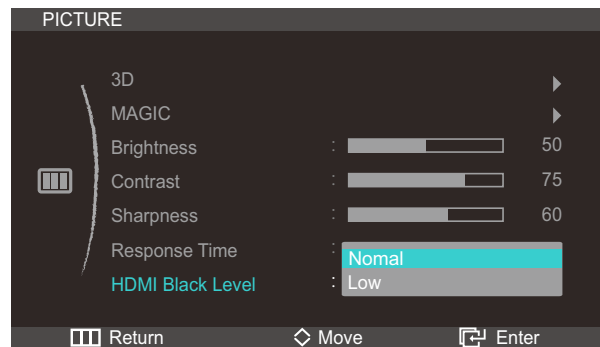 PICTURE
3D
MAGIC
Brightness : 50
Contrast : 75
Sharpness : 60
Response Time :
Nomal
HDMI Black Level : Low
Return Move Enter